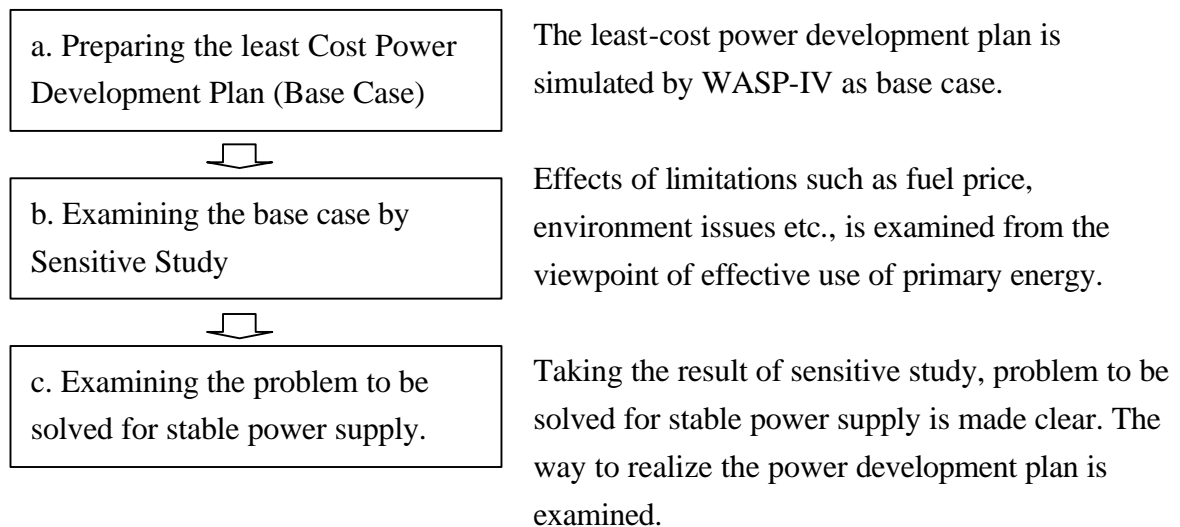 a. Preparing the least Cost Power
Development Plan (Base Case)
The least-cost power development plan is
simulated by WASP-IV as base case.
b. Examining the base case by
Sensitive Study
Effects of limitations such as fuel price,
environment issues etc., is examined from the
viewpoint of effective use of primary energy.
c. Examining the problem to be
solved for stable power supply.
Taking the result of sensitive study, problem to be
solved for stable power supply is made clear. The
way to realize the power development plan is
examined.